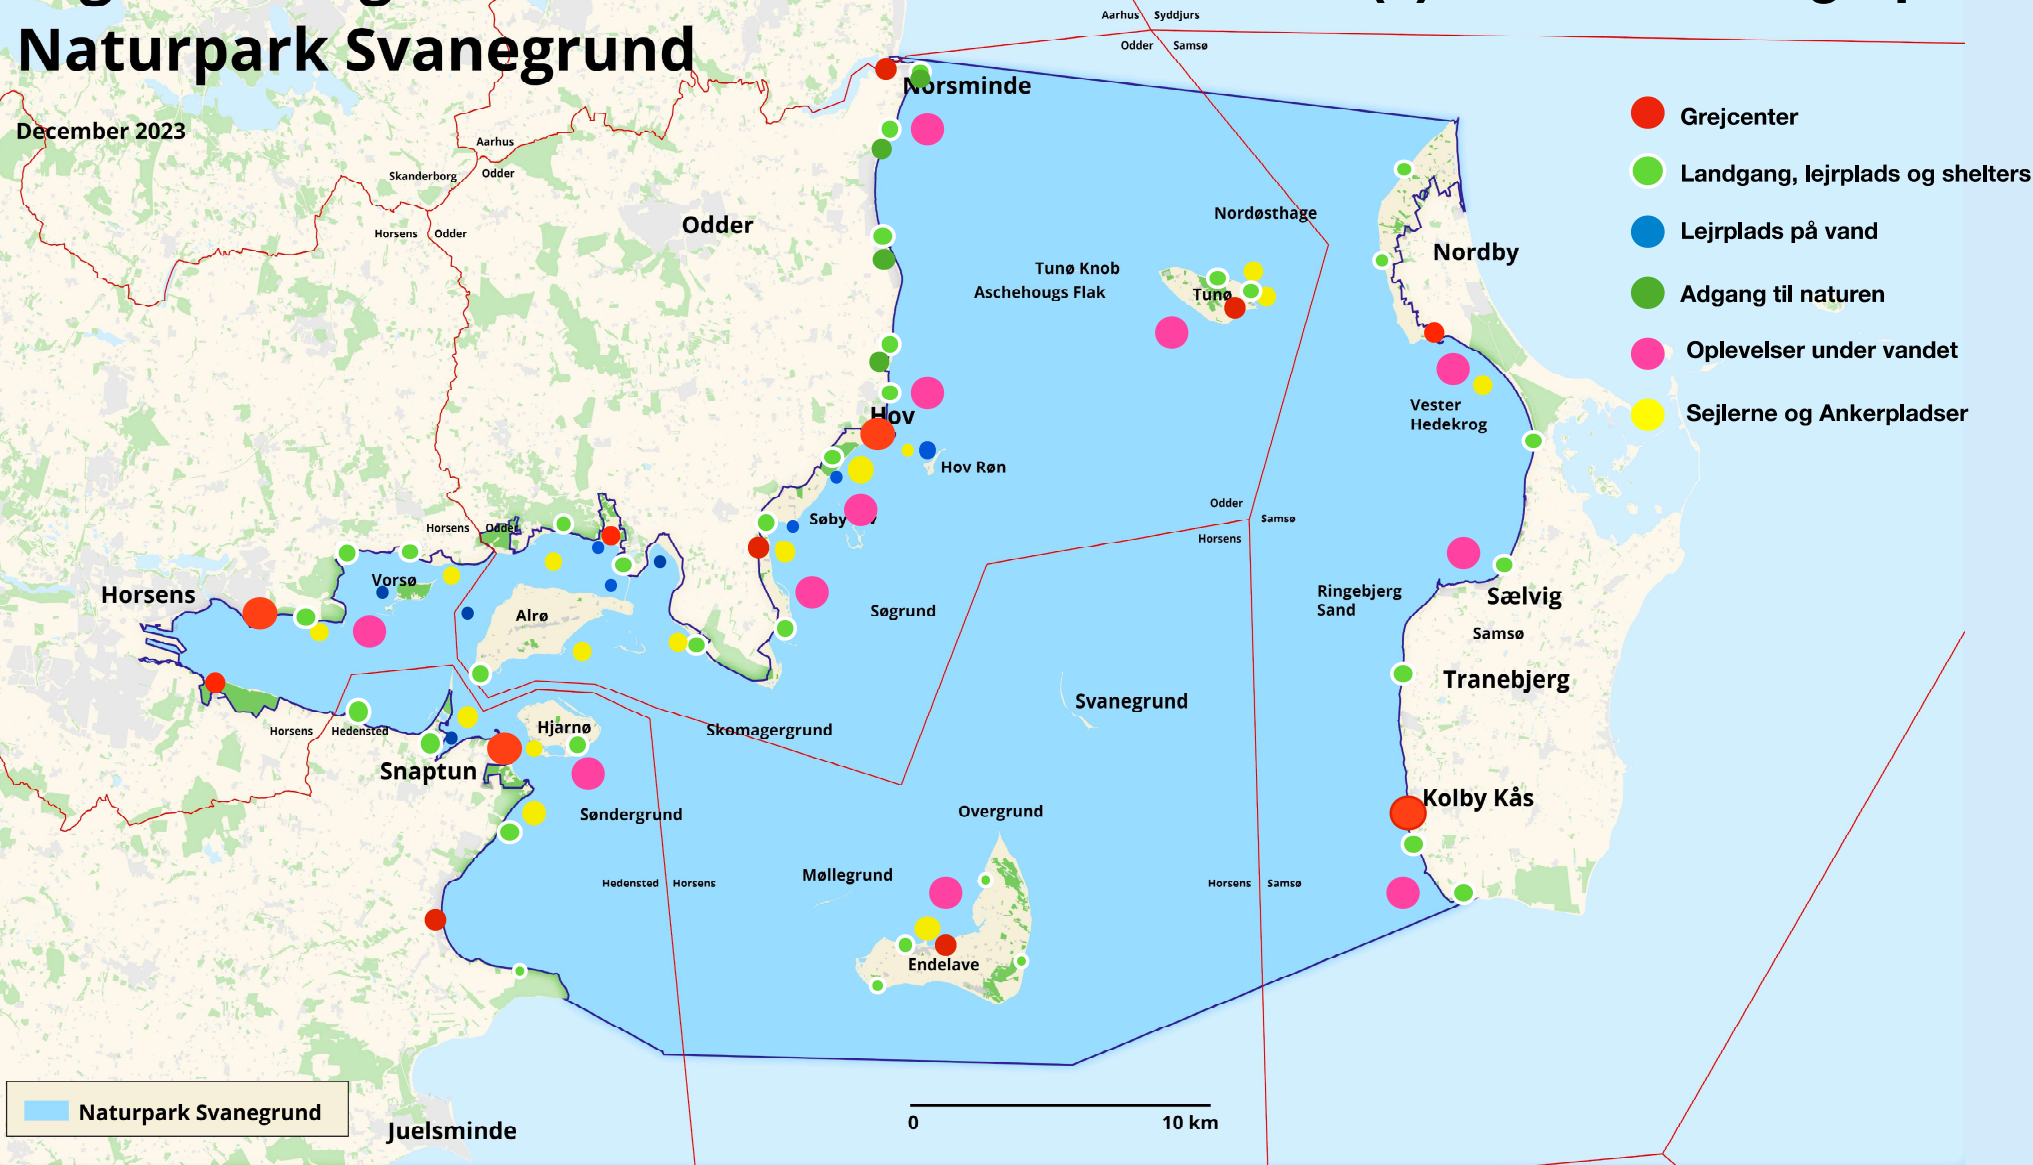 Naturpark Svanegrund
December 2023
Aarhus Syddjurs
Odder Samsø
Norsminde
Grejcenter
Landgang, lejrplads og shelters
Lejrplads på vand
Adgang til naturen
Oplevelser under vandet
Sejlerne og Ankerpladser
Aarhus
Skanderborg
Odder
Horsens Odder
Odder
Nordøsthage
Nordby
Tunø Knob
Aschehougs Flak
Tunø
Vester
Hedekrog
Hov
Hov Røn
Søby
Odder
Samsø
Horsens
Horsens Odder
Vorsø
Horsens
Alrø
Søgrund
Ringebjerg
Sand
Sælvig
Samsø
Tranebjerg
Svanegrund
Skomagergrund
Hjarnø
Horsens Hedensted
Snaptun
Kolby Kås
Søndergrund
Overgrund
Møllegrund
Hedensted Horsens
Horsens Samsø
Endelave
Naturpark Svanegrund
Juelsminde
0 10 km